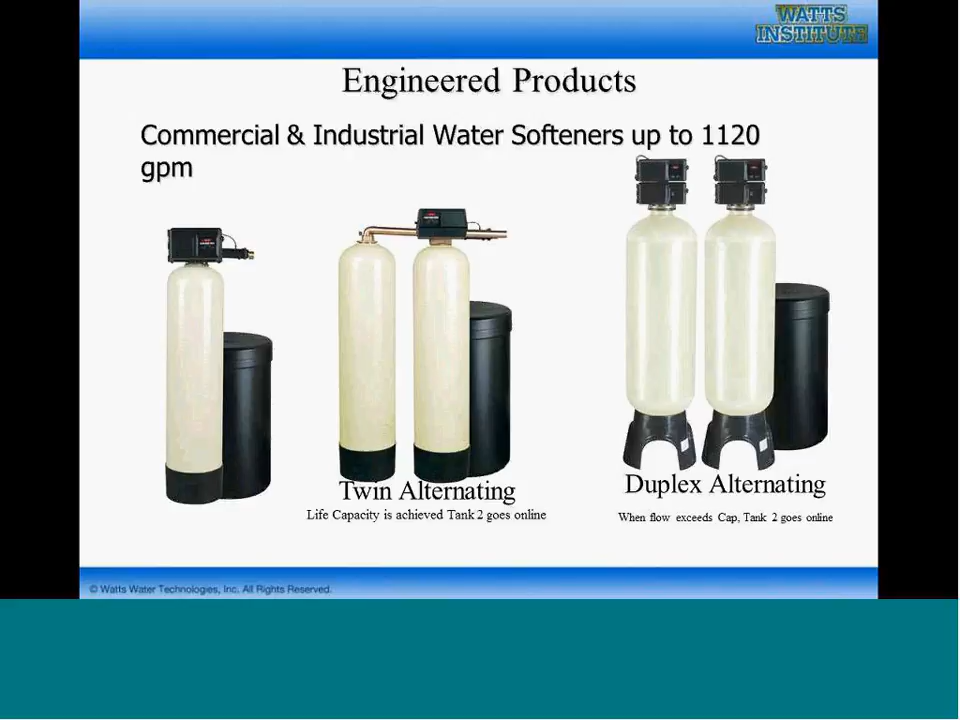 WATTS
INSTITUTE
Engineered Products
Commercial & Industrial Water Softeners up to 1120
gpm
Twin Alternating
Life Capacity is achieved Tank 2 goes online
Duplex Alternating
When flow exceeds Cap, Tank 2 goes online
© Watts Water Technologies, Inc. All Rights Reserved.